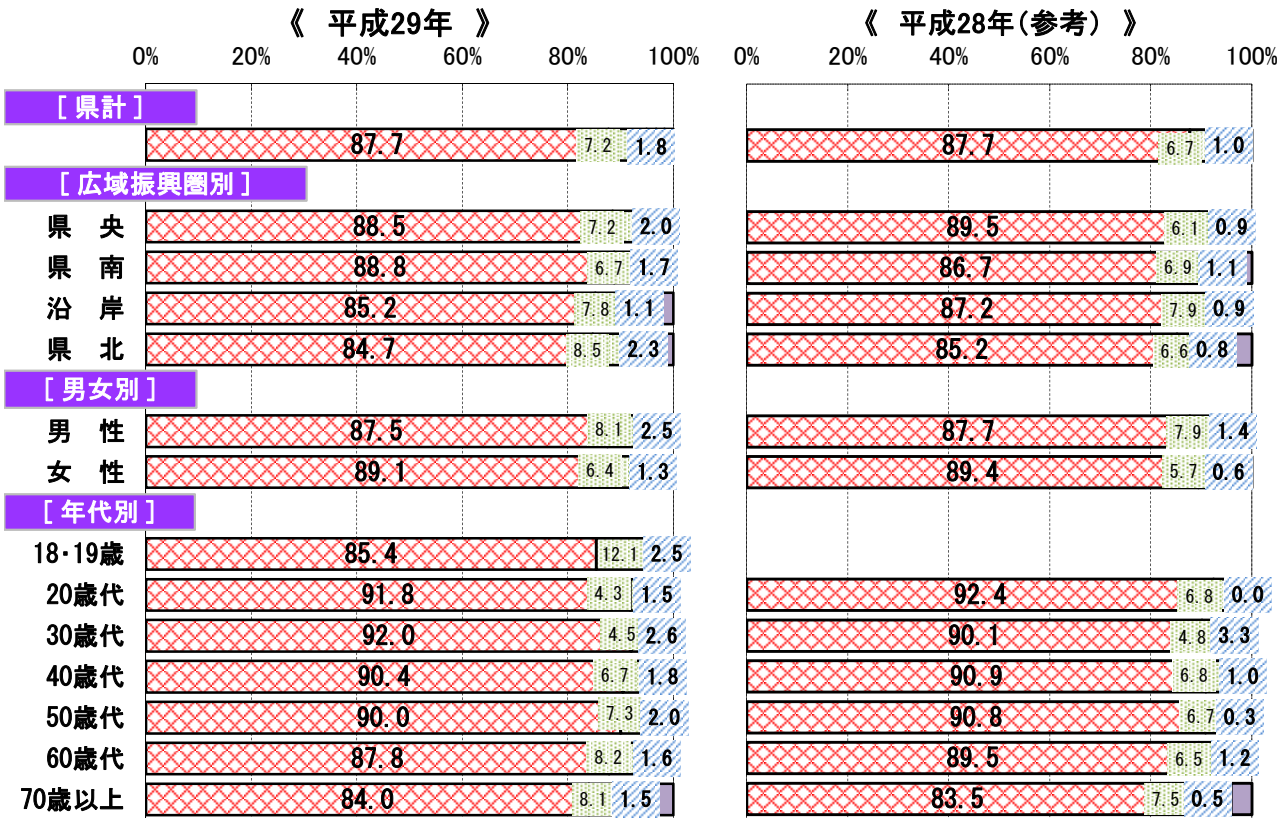 《 平成29年 》 《 平成28年(参考) 》
0% 20% 40% 60% 80% 100% 0% 20% 40% 60% 80% 100%
[ 県計 ]
87.7 7.2 1.8 87.7 6.7 1.0
[ 広域振興圏別 ]
県 央 88.5 7.2 2.0 89.5 6.1 0.9
県 南 88.8 6.7 1.7 86.7 6.9 1.1
沿 岸 85.2 7.8 1.1 87.2 7.9 0.9
県 北 84.7 8.5 2.3 85.2 6.6 0.8
[ 男女別 ]
男 性 87.5 8.1 2.5 87.7 7.9 1.4
女 性 89.1 6.4 1.3 89.4 5.7 0.6
[ 年代別 ]
18・19歳 85.4 12.1 2.5
20歳代 91.8 4.3 1.5 92.4 6.8 0.0
30歳代 92.0 4.5 2.6 90.1 4.8 3.3
40歳代 90.4 6.7 1.8 90.9 6.8 1.0
50歳代 90.0 7.3 2.0 90.8 6.7 0.3
60歳代 87.8 8.2 1.6 89.5 6.5 1.2
70歳以上 84.0 8.1 1.5 83.5 7.5 0.5